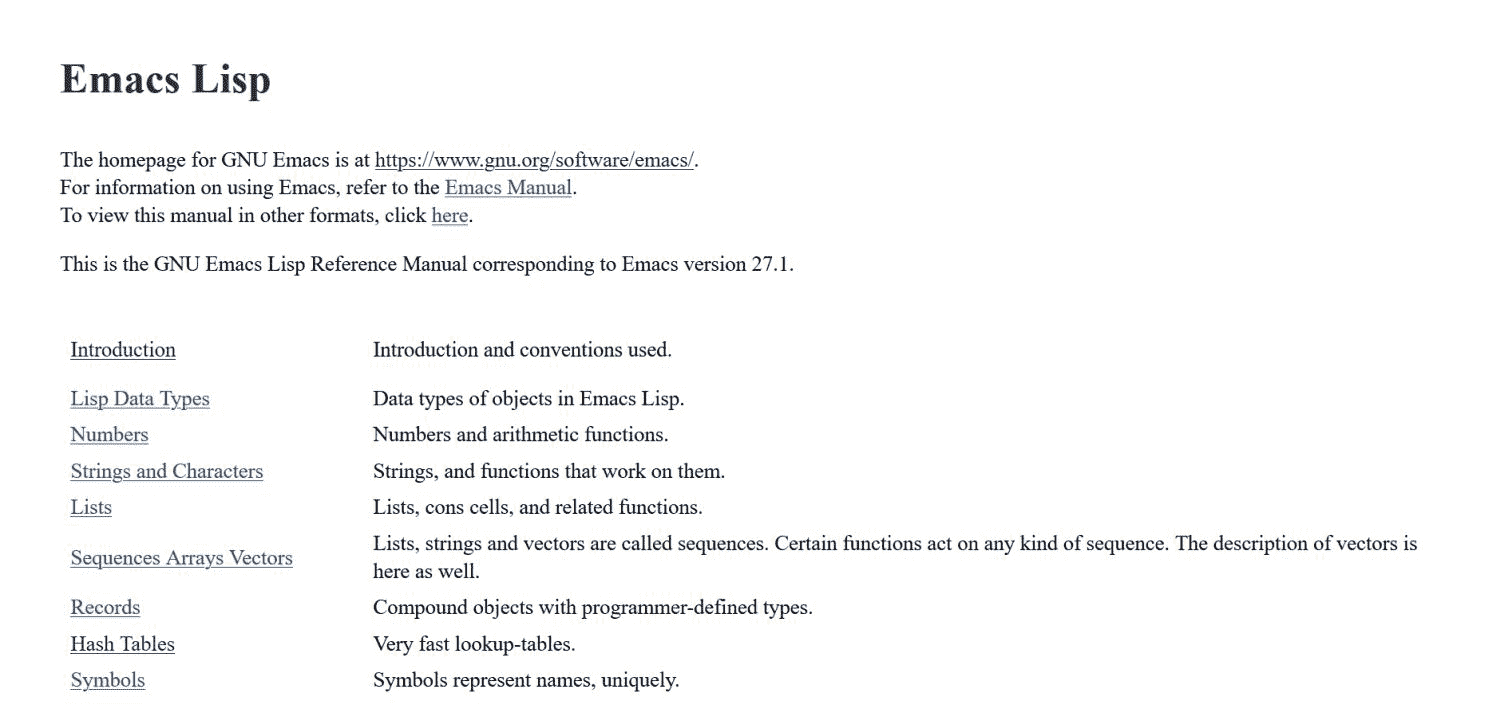 Emacs Lisp
The homepage for GNU Emacs is at https://www.gnu.org/software/emacs/.
For information on using Emacs, refer to the Emacs Manual.
To view this manual in other formats, click here.
This is the GNU Emacs Lisp Reference Manual corresponding to Emacs version 27.1.
Introduction Introduction and conventions used.
Lisp Data Types Data types of objects in Emacs Lisp.
Numbers Numbers and arithmetic functions.
Strings and Characters Strings, and functions that work on them.
Lists Lists, cons cells, and related functions.
Sequences Arrays Vectors Lists, strings and vectors are called sequences. Certain functions act on any kind of sequence. The description of vectors is
here as well.
Records Compound objects with programmer-defined types.
Hash Tables Very fast lookup-tables.
Symbols Symbols represent names, uniquely.